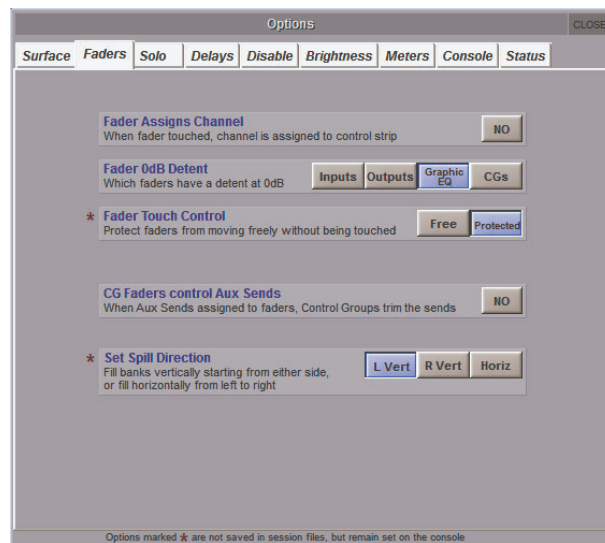 Options CLOSE
Surface Faders Solo Delays Disable Brightness Meters Console Status
Fader Assigns Channel
When fader touched, channel is assigned to control strip
NO
Fader 0dB Detent
Which faders have a detent at 0dB
Inputs Outputs Graphic EQ CGs
* Fader Touch Control
Protect faders from moving freely without being touched
Free Protected
CG Faders control Aux Sends
When Aux Sends assigned to faders, Control Groups trim the sends
NO
* Set Spill Direction
Fill banks vertically starting from either side,
or fill horizontally from left to right
L Vert R Vert Horiz
Options marked * are not saved in session files, but remain set on the console